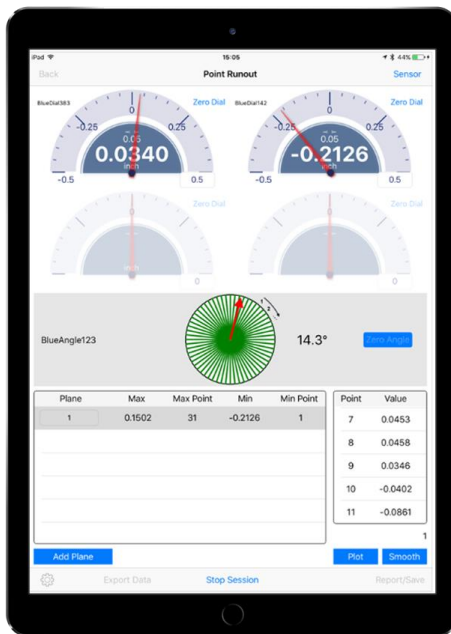 iPad 15:05 44%
Back Point Runout Sensor
BlueDial383 Zero Dial BlueDial142 Zero Dial
0 0
-0.25 0.25 -0.25 0.25
0.05 0.05
0.0340 -0.2126
inch inch
-0.5 0.5 -0.5 0.5
Zero Dial Zero Dial
0 0
0 0
1
2
BlueAngle123 14.3° Zero Angle
Plane Max Max Point Min Min Point Point Value
1 0.1502 31 -0.2126 1 7 0.0453
8 0.0458
9 0.0346
10 -0.0402
11 -0.0861
1
Add Plane Plot Smooth
Export Data Stop Session Report/Save